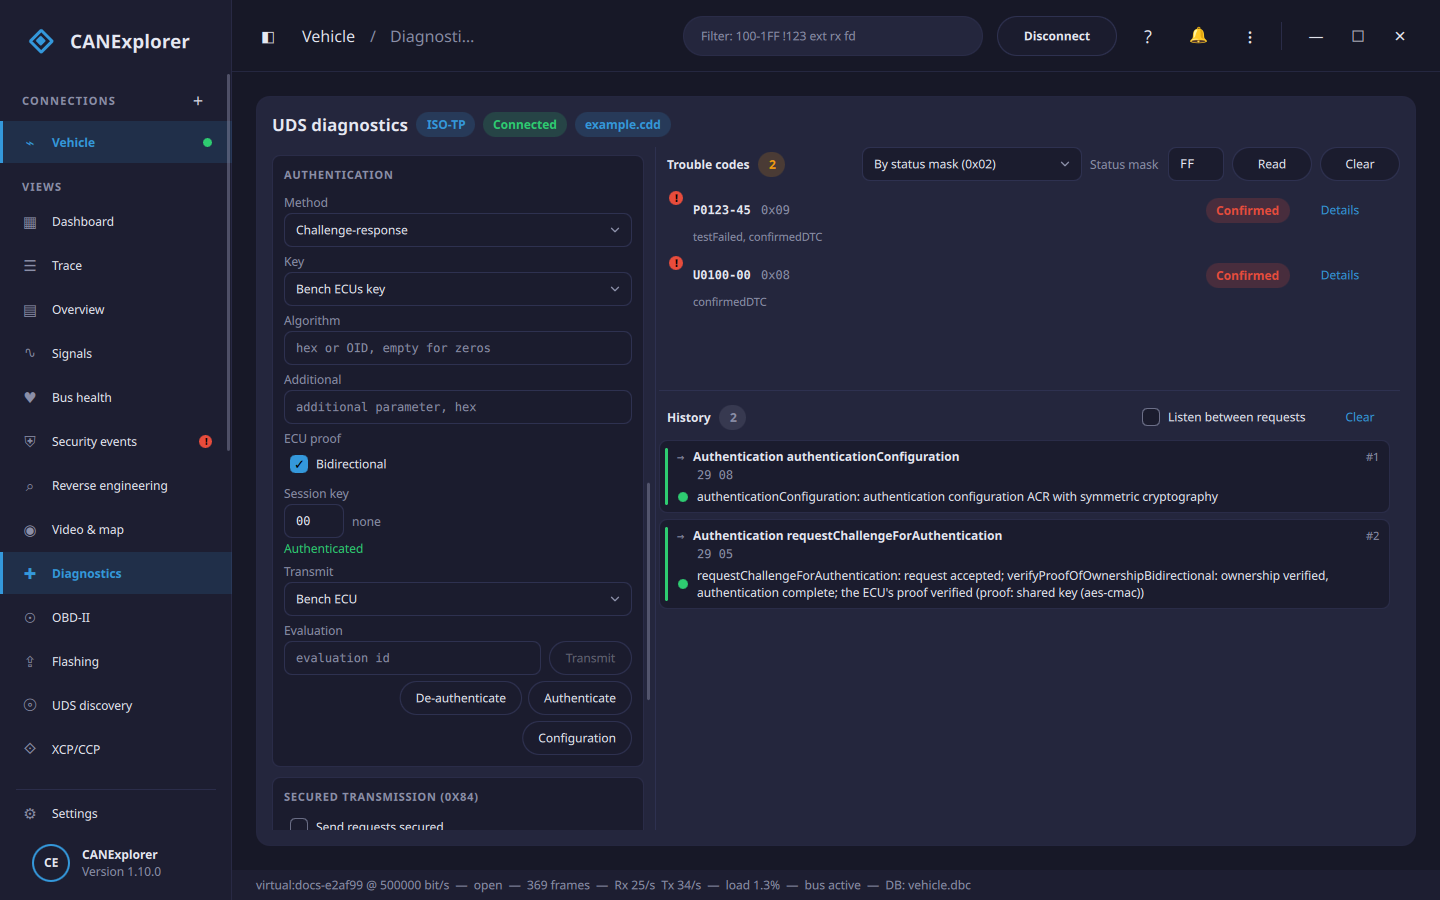 CANExplorer
CONNECTIONS +
Vehicle
VIEWS
Dashboard
Trace
Overview
Signals
Bus health
Security events !
Reverse engineering
Video & map
Diagnostics
OBD-II
Flashing
UDS discovery
XCP/CCP
Settings
CE
CANExplorer
Version 1.10.0
Vehicle / Diagnosti...
Filter: 100-1FF !123 ext rx fd
Disconnect
?
UDS diagnostics ISO-TP Connected example.cdd
AUTHENTICATION
Method
Challenge-response
Key
Bench ECUs key
Algorithm
hex or OID, empty for zeros
Additional
additional parameter, hex
ECU proof
✓ Bidirectional
Session key
00 none
Authenticated
Transmit
Bench ECU
Evaluation
evaluation id Transmit
De-authenticate Authenticate
Configuration
SECURED TRANSMISSION (0X84)
Send requests secured
Trouble codes 2 By status mask (0x02) Status mask FF Read Clear
! P0123-45 0x09 Confirmed Details
testFailed, confirmedDTC
! U0100-00 0x08 Confirmed Details
confirmedDTC
History 2 Listen between requests Clear
→ Authentication authenticationConfiguration #1
29 08
authenticationConfiguration: authentication configuration ACR with symmetric cryptography
→ Authentication requestChallengeForAuthentication #2
29 05
requestChallengeForAuthentication: request accepted; verifyProofOfOwnershipBidirectional: ownership verified,
authentication complete; the ECU's proof verified (proof: shared key (aes-cmac))
virtual:docs-e2af99 @ 500000 bit/s — open — 369 frames — Rx 25/s Tx 34/s — load 1.3% — bus active — DB: vehicle.dbc